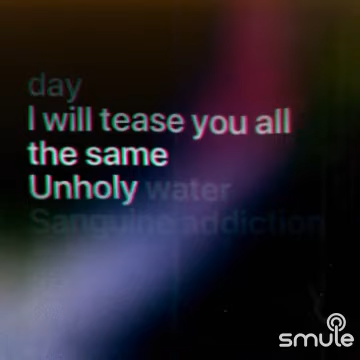 day
I will tease you all
the same
Unholy water
Sanguine addiction
smule